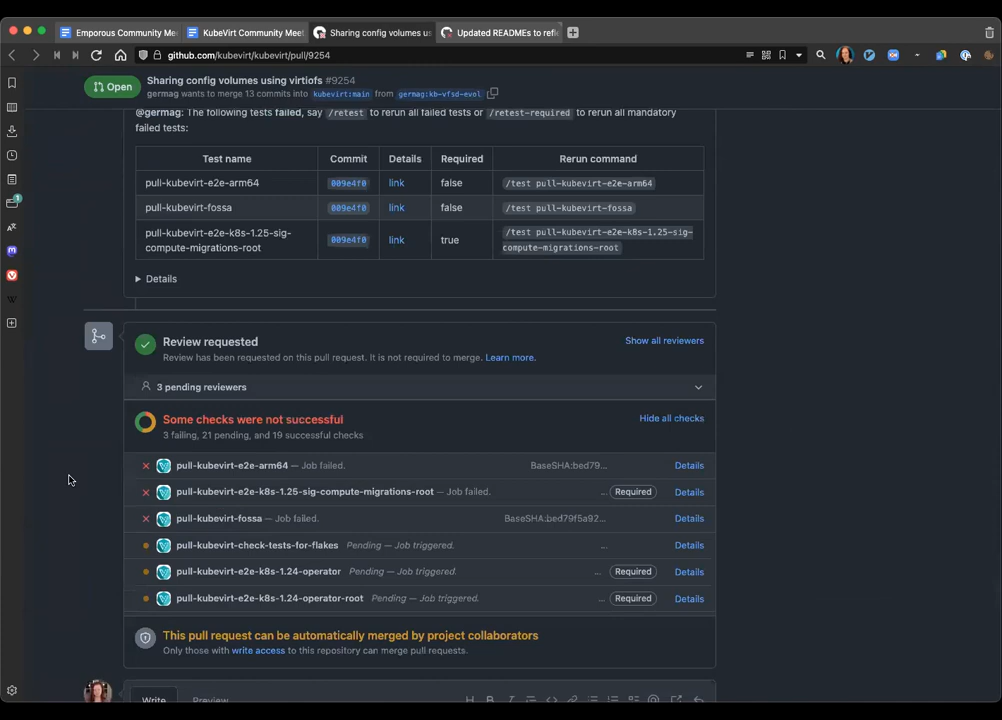 Emporous Community Mee
KubeVirt Community Meet
Sharing config volumes us
Updated READMEs to refle
github.com/kubevirt/kubevirt/pull/9254
Open
Sharing config volumes using virtiofs #9254
germag wants to merge 13 commits into kubevirt:main from germag:kb-vfsd-evol
@germag: The following tests failed, say /retest to rerun all failed tests or /retest-required to rerun all mandatory
failed tests:
Test name Commit Details Required Rerun command
pull-kubevirt-e2e-arm64 009e4f0 link false /test pull-kubevirt-e2e-arm64
pull-kubevirt-fossa 009e4f0 link false /test pull-kubevirt-fossa
pull-kubevirt-e2e-k8s-1.25-sig-
compute-migrations-root
009e4f0 link true
/test pull-kubevirt-e2e-k8s-1.25-sig-
compute-migrations-root
Details
Review requested
Show all reviewers
Review has been requested on this pull request. It is not required to merge. Learn more.
3 pending reviewers
Some checks were not successful
Hide all checks
3 failing, 21 pending, and 19 successful checks
pull-kubevirt-e2e-arm64 — Job failed. BaseSHA:bed79... Details
pull-kubevirt-e2e-k8s-1.25-sig-compute-migrations-root — Job failed. ... Required Details
pull-kubevirt-fossa — Job failed. BaseSHA:bed79f5a92... Details
pull-kubevirt-check-tests-for-flakes Pending — Job triggered. ... Details
pull-kubevirt-e2e-k8s-1.24-operator Pending — Job triggered. ... Required Details
pull-kubevirt-e2e-k8s-1.24-operator-root Pending — Job triggered. ... Required Details
This pull request can be automatically merged by project collaborators
Only those with write access to this repository can merge pull requests.
Write Preview